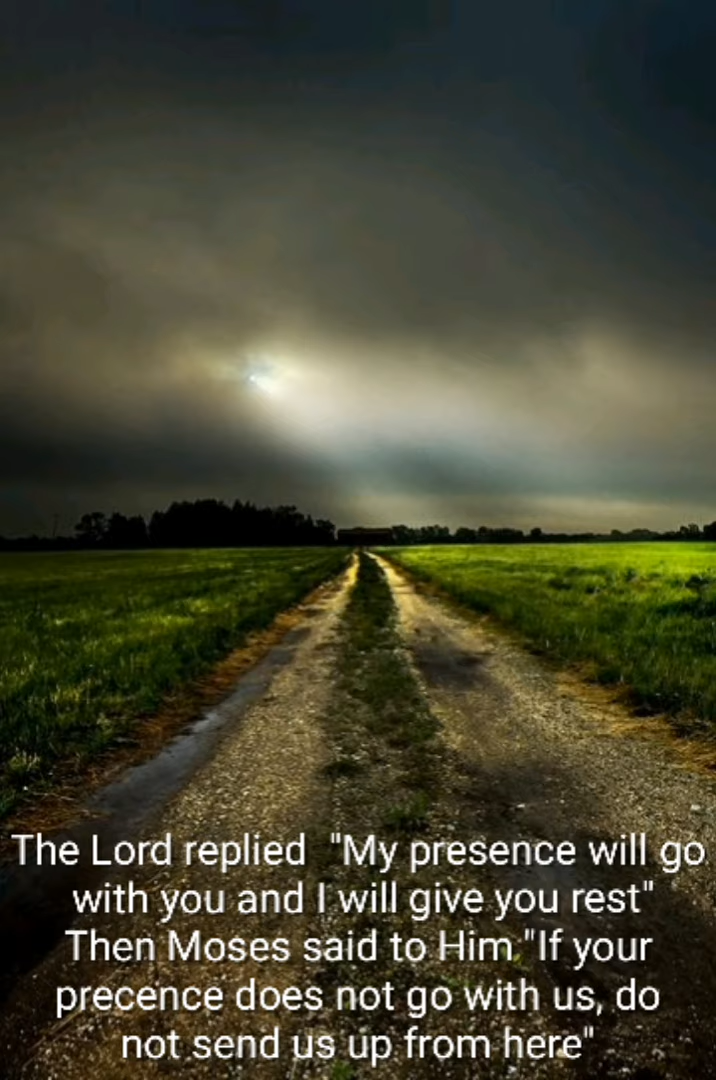 The Lord replied "My presence will go
with you and I will give you rest"
Then Moses said to Him."If your
precence does not go with us, do
not send us up from here"